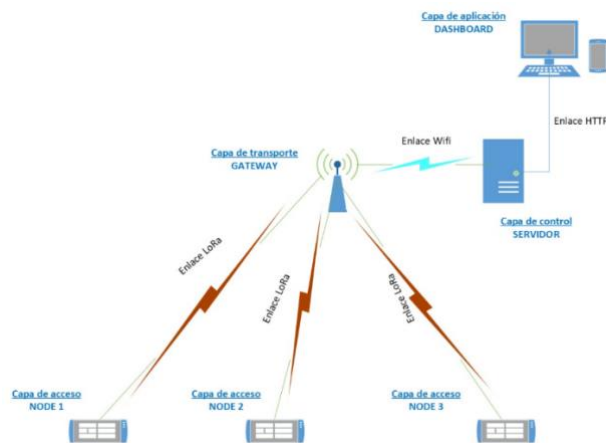 Capa de aplicación
DASHBOARD
Enlace HTTP
Enlace Wifi
Capa de transporte
GATEWAY
Capa de control
SERVIDOR
Enlace LoRa
Enlace LoRa
Enlace LoRa
Capa de acceso
NODE 1
Capa de acceso
NODE 2
Capa de acceso
NODE 3